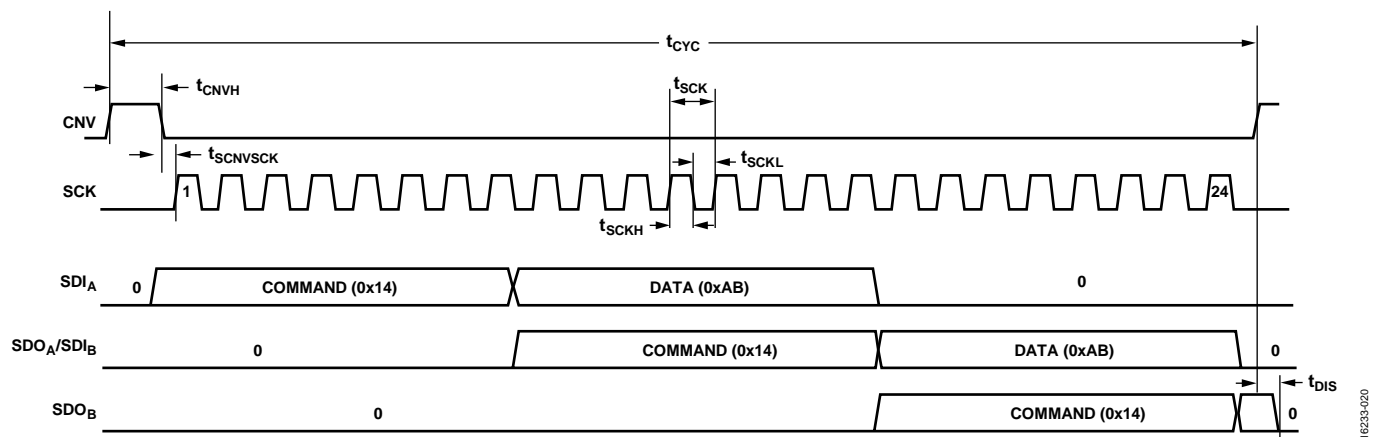 tCYC
tCNVH
tSCK
CNV
tSCNVSCK
tSCKL
SCK
1
24
tSCKH
SDIA
0
COMMAND (0x14)
DATA (0xAB)
0
SDOA/SDIB
0
COMMAND (0x14)
DATA (0xAB)
0
tDIS
SDOB
0
COMMAND (0x14)
0
16233-020